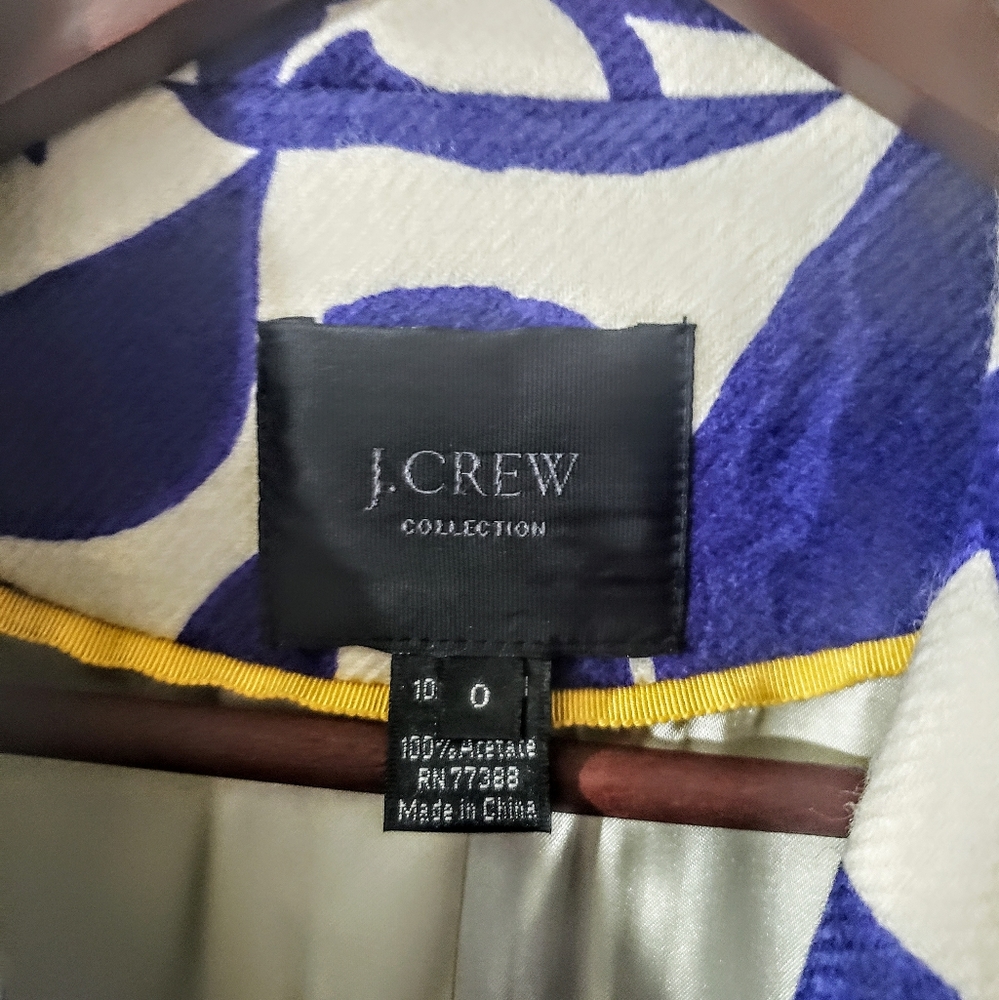 J.CREW
COLLECTION
10 0
100% Acetate
RN 77388
Made in China